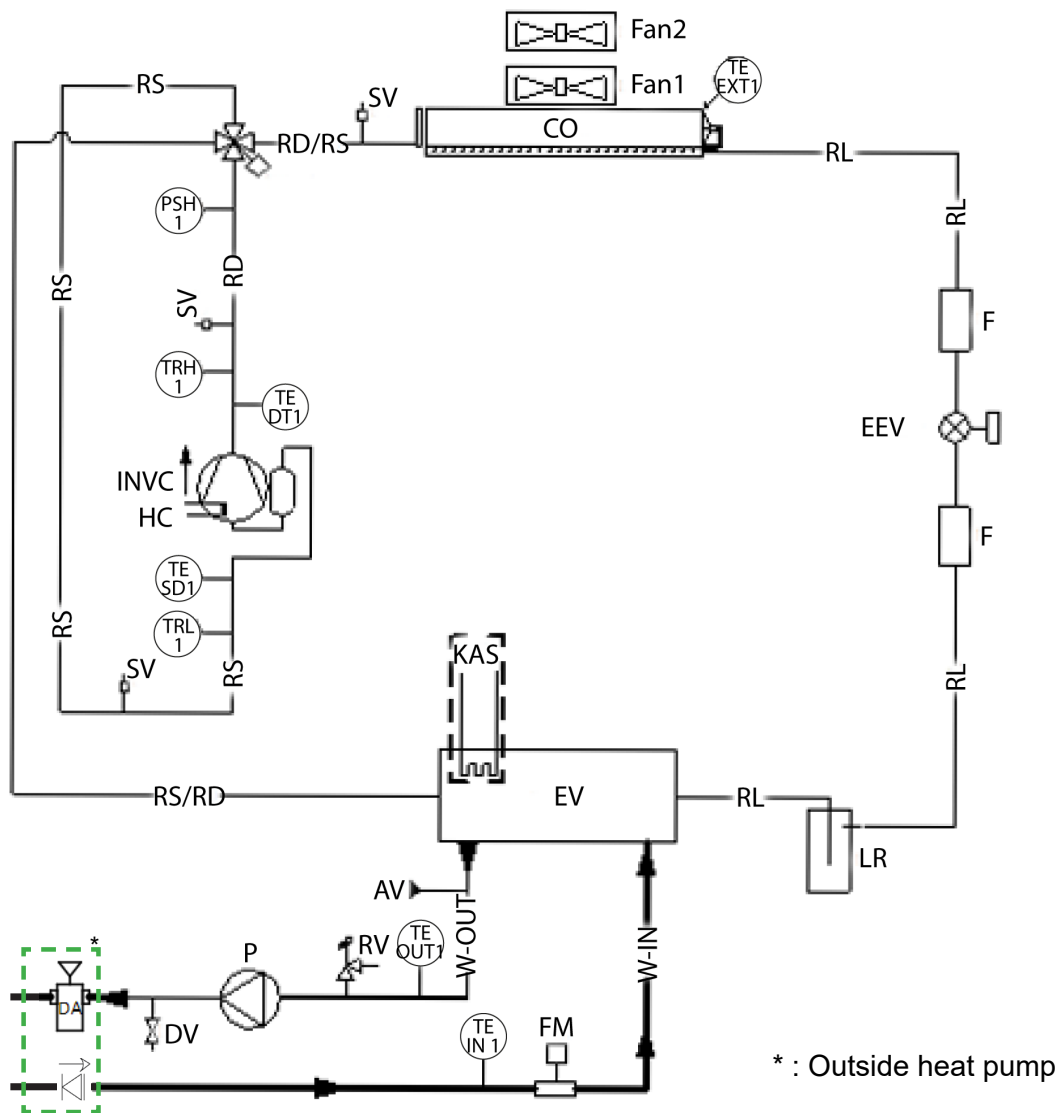 Fan2
RS
Fan1
TE
EXT1
SV
CO
RD/RS
RL
PSH
1
RL
RD
RS
SV
F
TRH
1
TE
DT1
EEV
INVC
HC
F
TE
SD1
RS
TRL
1
KAS
SV
RS
RL
RS/RD
EV
RL
LR
AV
W-OUT
W-IN
*
P
RV
TE
OUT1
DA
DV
TE
IN 1
FM
* : Outside heat pump